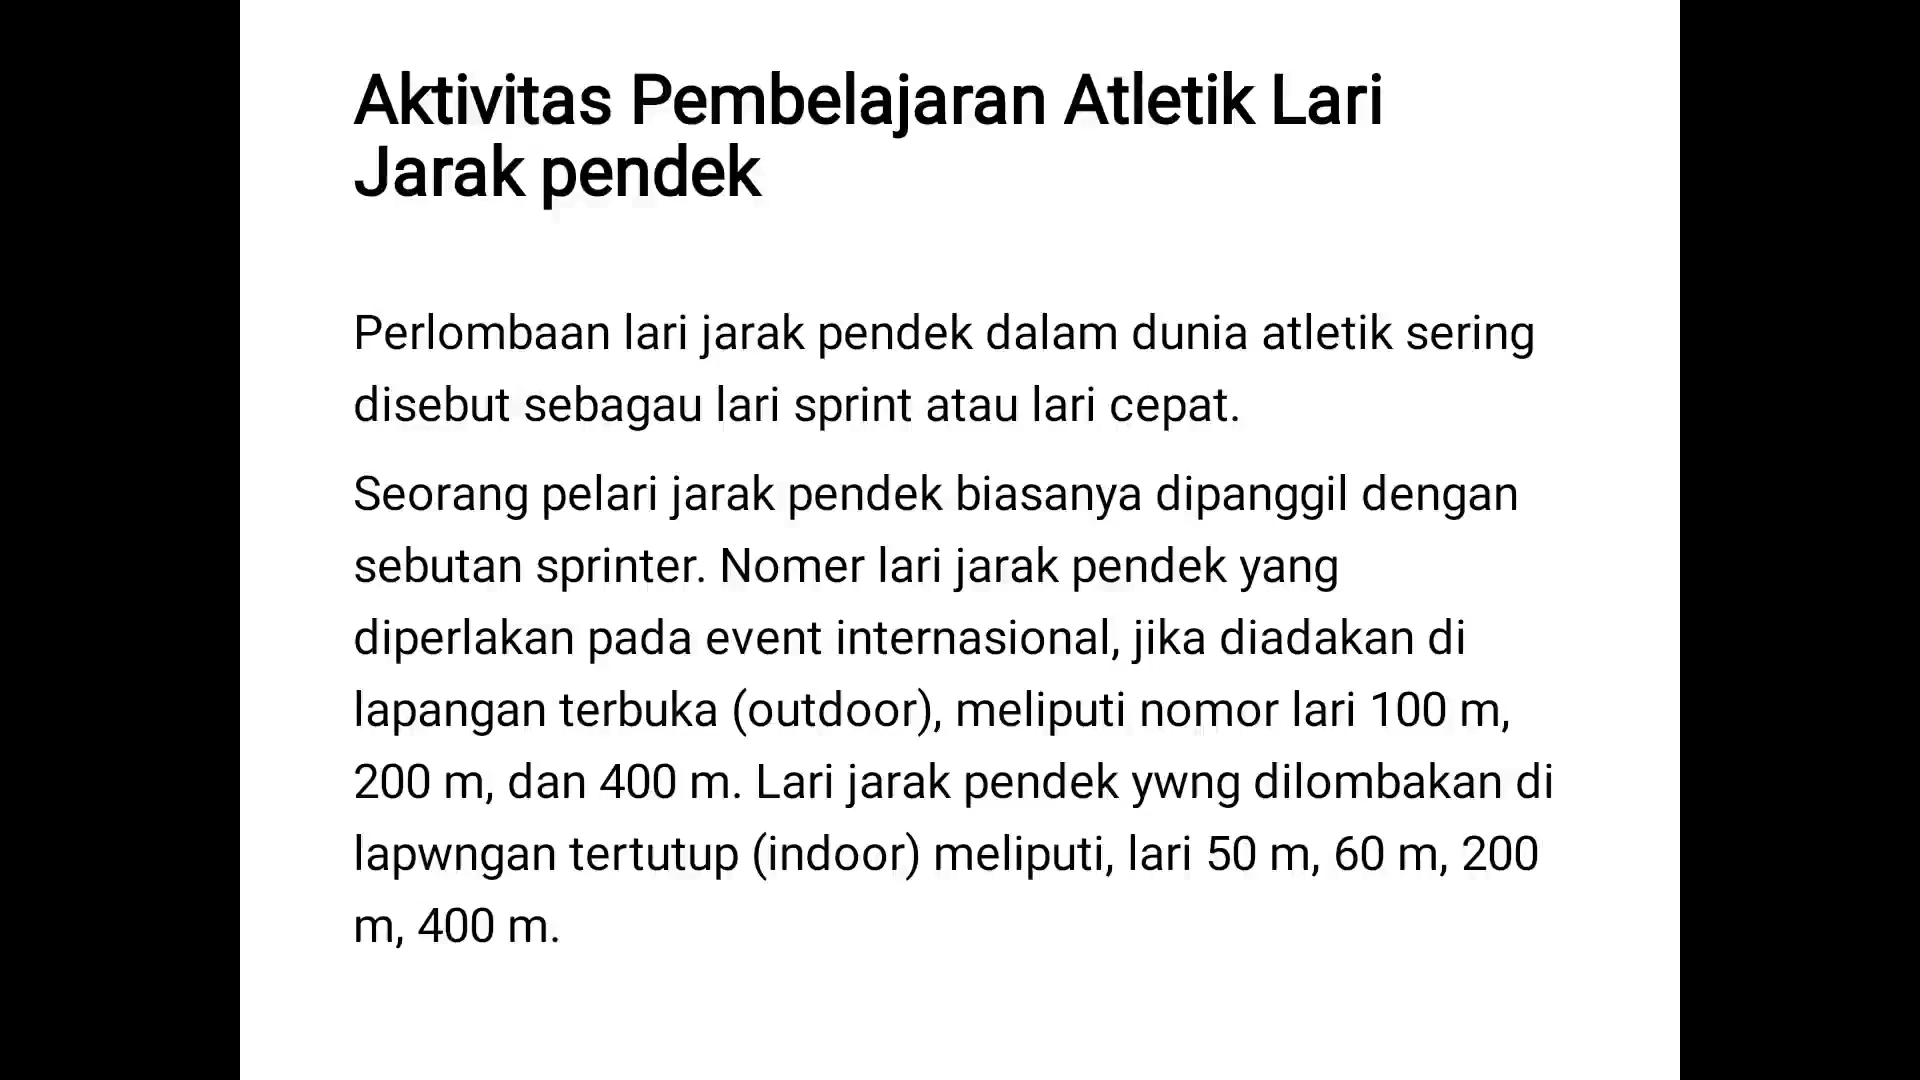 Aktivitas Pembelajaran Atletik Lari
Jarak pendek
Perlombaan lari jarak pendek dalam dunia atletik sering
disebut sebagau lari sprint atau lari cepat.
Seorang pelari jarak pendek biasanya dipanggil dengan
sebutan sprinter. Nomer lari jarak pendek yang
diperlakan pada event internasional, jika diadakan di
lapangan terbuka (outdoor), meliputi nomor lari 100 m,
200 m, dan 400 m. Lari jarak pendek ywng dilombakan di
lapwngan tertutup (indoor) meliputi, lari 50 m, 60 m, 200
m, 400 m.